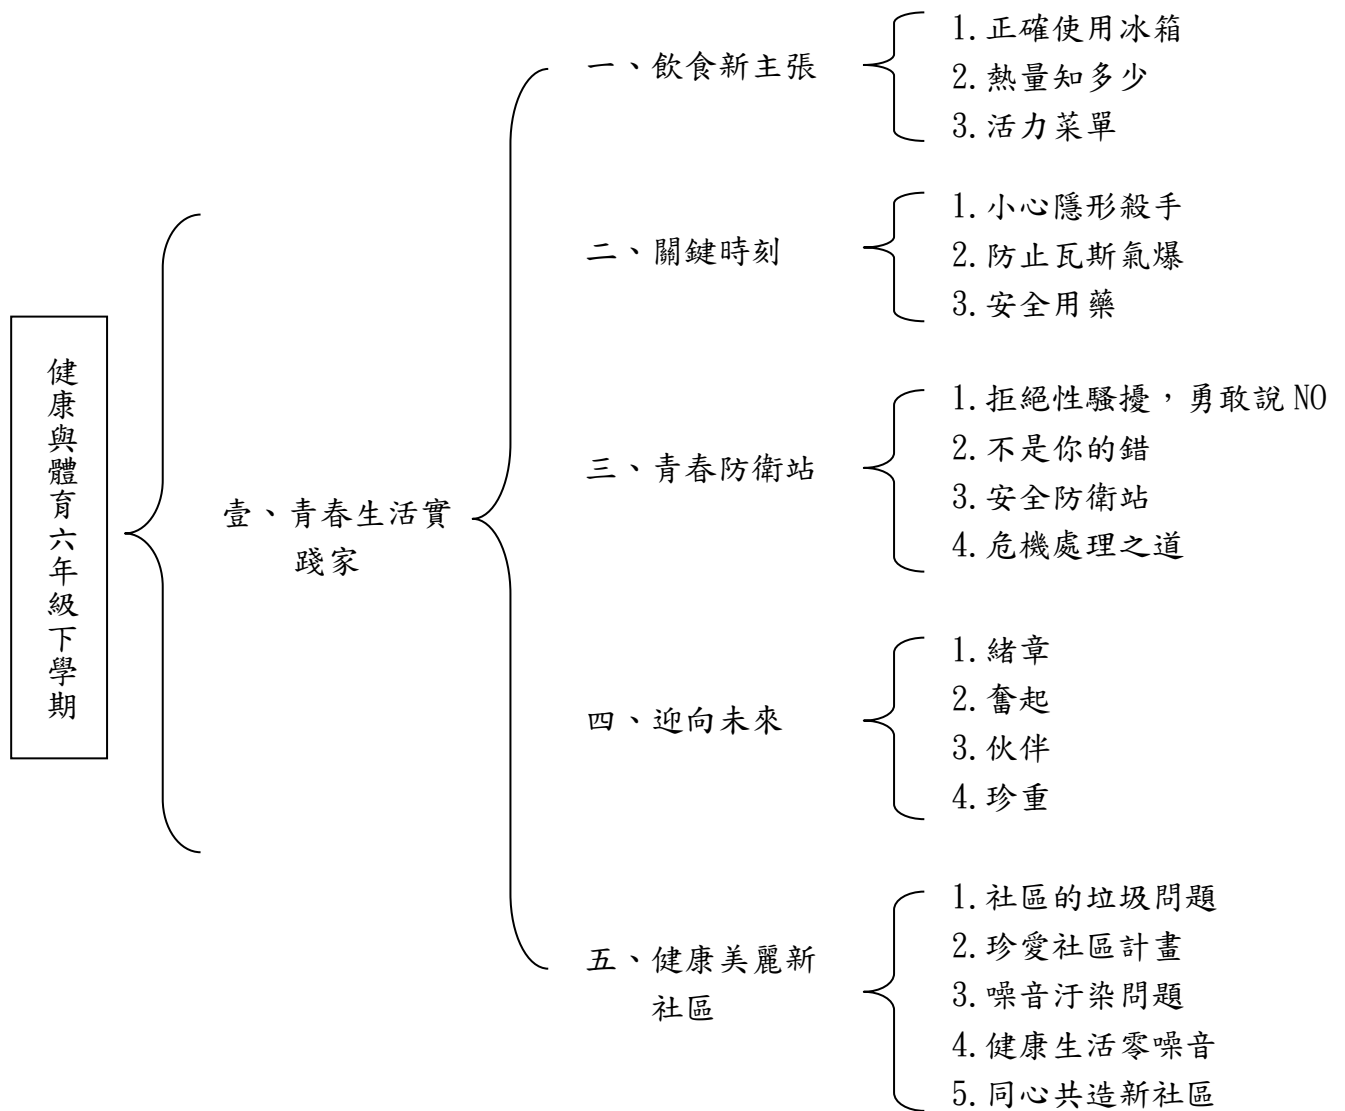 健康與體育六年級下學期
壹、青春生活實
踐家
一、飲食新主張
1.正確使用冰箱
2.熱量知多少
3.活力菜單
二、關鍵時刻
1.小心隱形殺手
2.防止瓦斯氣爆
3.安全用藥
三、青春防衛站
1.拒絕性騷擾，勇敢說 NO
2.不是你的錯
3.安全防衛站
4.危機處理之道
四、迎向未來
1.緒章
2.奮起
3.伙伴
4.珍重
五、健康美麗新
社區
1.社區的垃圾問題
2.珍愛社區計畫
3.噪音汙染問題
4.健康生活零噪音
5.同心共造新社區